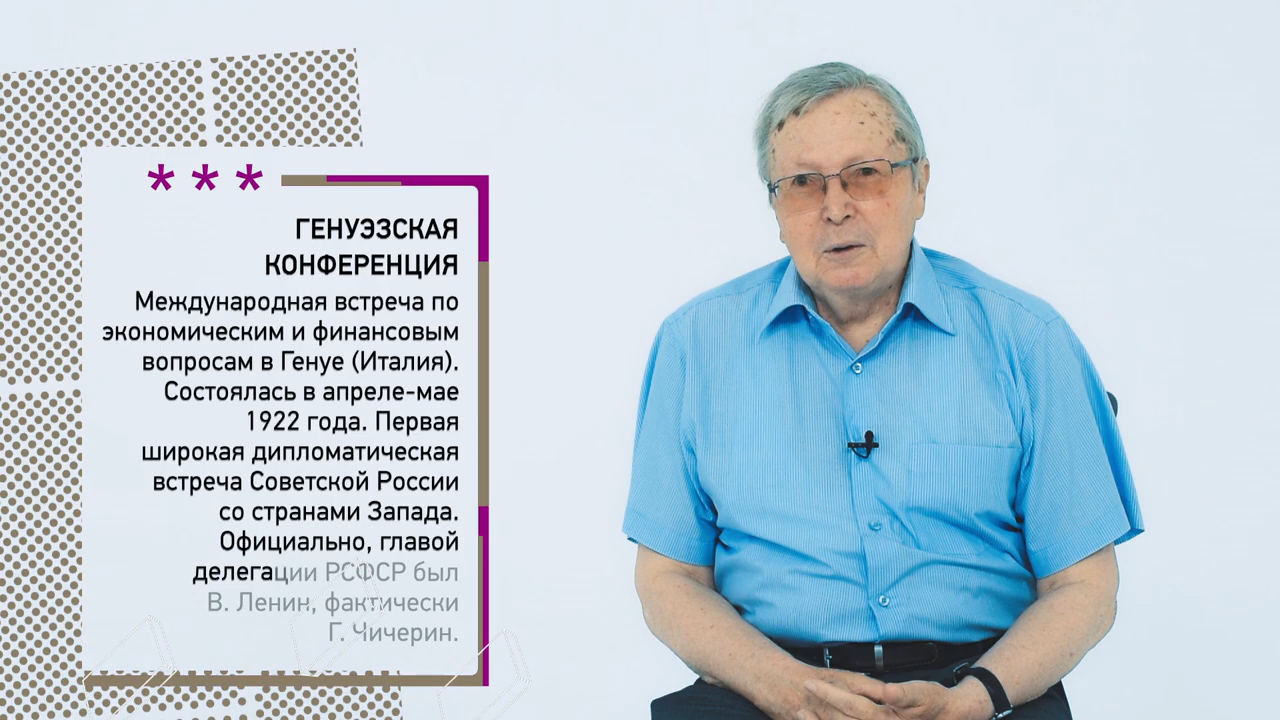 * * *
ГЕНУЭЗСКАЯ
КОНФЕРЕНЦИЯ
Международная встреча по
экономическим и финансовым
вопросам в Генуе (Италия).
Состоялась в апреле-мае
1922 года. Первая
широкая дипломатическая
встреча Советской России
со странами Запада.
Официально, главой
делегации РСФСР был
В. Ленин, фактически
Г. Чичерин.